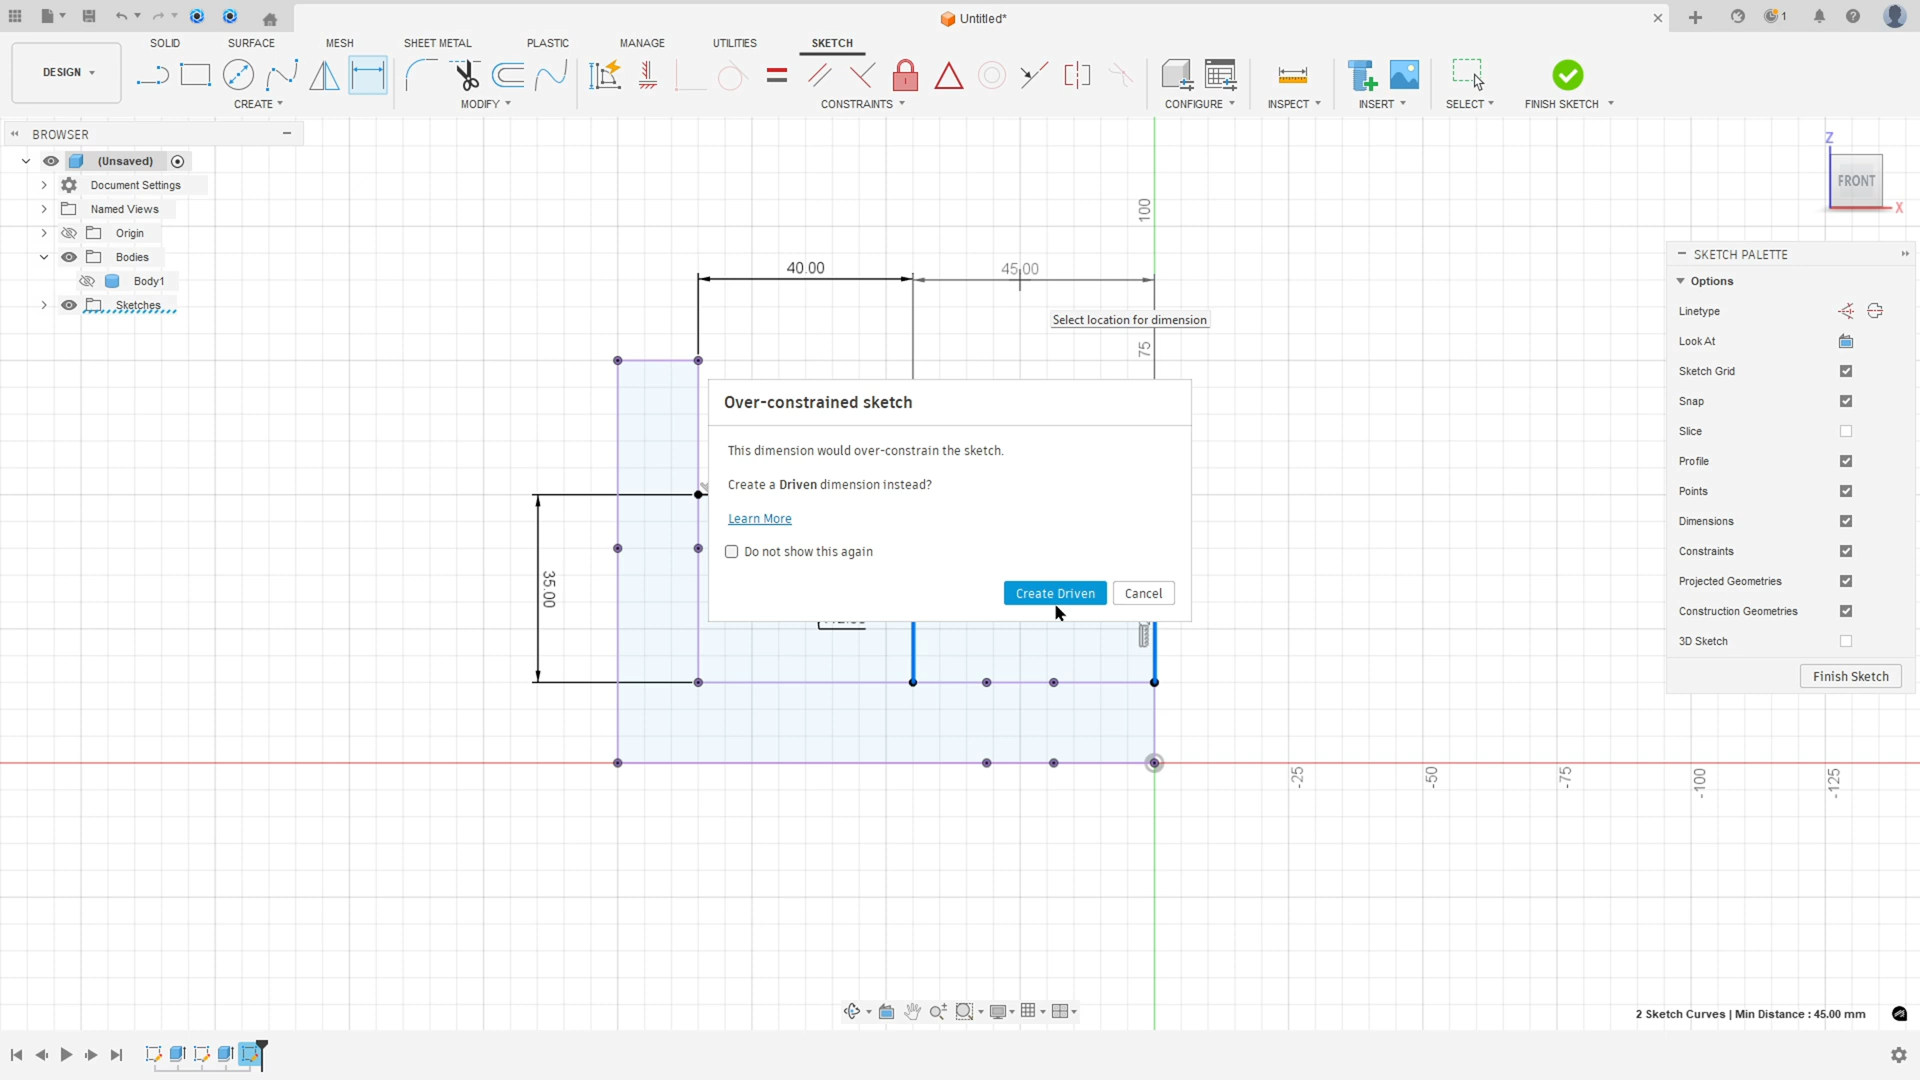 Untitled*
1
SOLID
SURFACE
MESH
SHEET METAL
PLASTIC
MANAGE
UTILITIES
SKETCH
DESIGN
CREATE
MODIFY
CONSTRAINTS
CONFIGURE
INSPECT
INSERT
SELECT
FINISH SKETCH
BROWSER
(Unsaved)
Document Settings
Named Views
Origin
Bodies
Body1
Sketches
Z
FRONT
X
100
40.00
45.00
Select location for dimension
75
35.00
Over-constrained sketch
This dimension would over-constrain the sketch.
Create a Driven dimension instead?
Learn More
Do not show this again
Create Driven
Cancel
SKETCH PALETTE
Options
Linetype
Look At
Sketch Grid
Snap
Slice
Profile
Points
Dimensions
Constraints
Projected Geometries
Construction Geometries
3D Sketch
Finish Sketch
-25
-50
-75
-100
-125
2 Sketch Curves | Min Distance : 45.00 mm